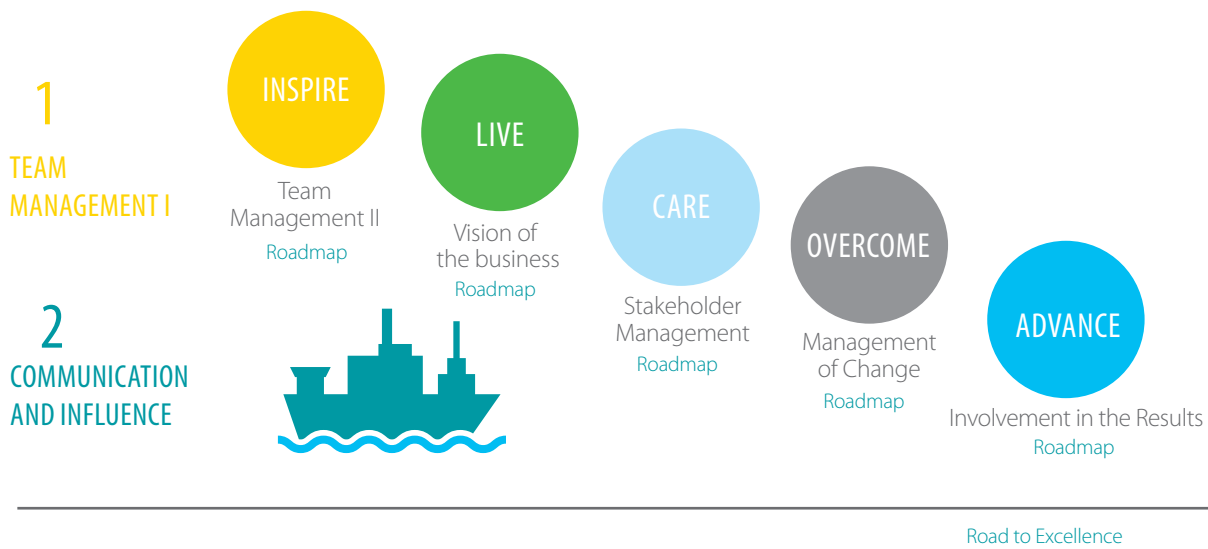 1
TEAM
MANAGEMENT I
2
COMMUNICATION
AND INFLUENCE
INSPIRE
Team
Management II
Roadmap
LIVE
Vision of
the business
Roadmap
CARE
Stakeholder
Management
Roadmap
OVERCOME
Management
of Change
Roadmap
ADVANCE
Involvement in the Results
Roadmap
Road to Excellence